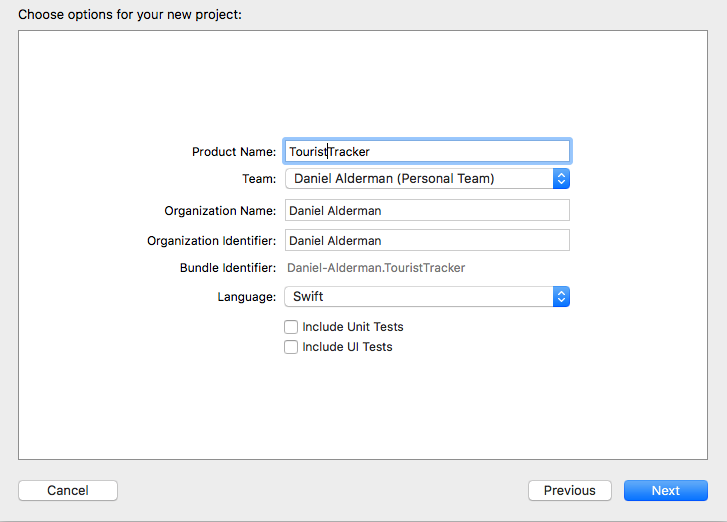 Choose options for your new project:
Product Name: TouristTracker
Team: Daniel Alderman (Personal Team)
Organization Name: Daniel Alderman
Organization Identifier: Daniel Alderman
Bundle Identifier: Daniel-Alderman.TouristTracker
Language: Swift
Include Unit Tests
Include UI Tests
Cancel Previous Next